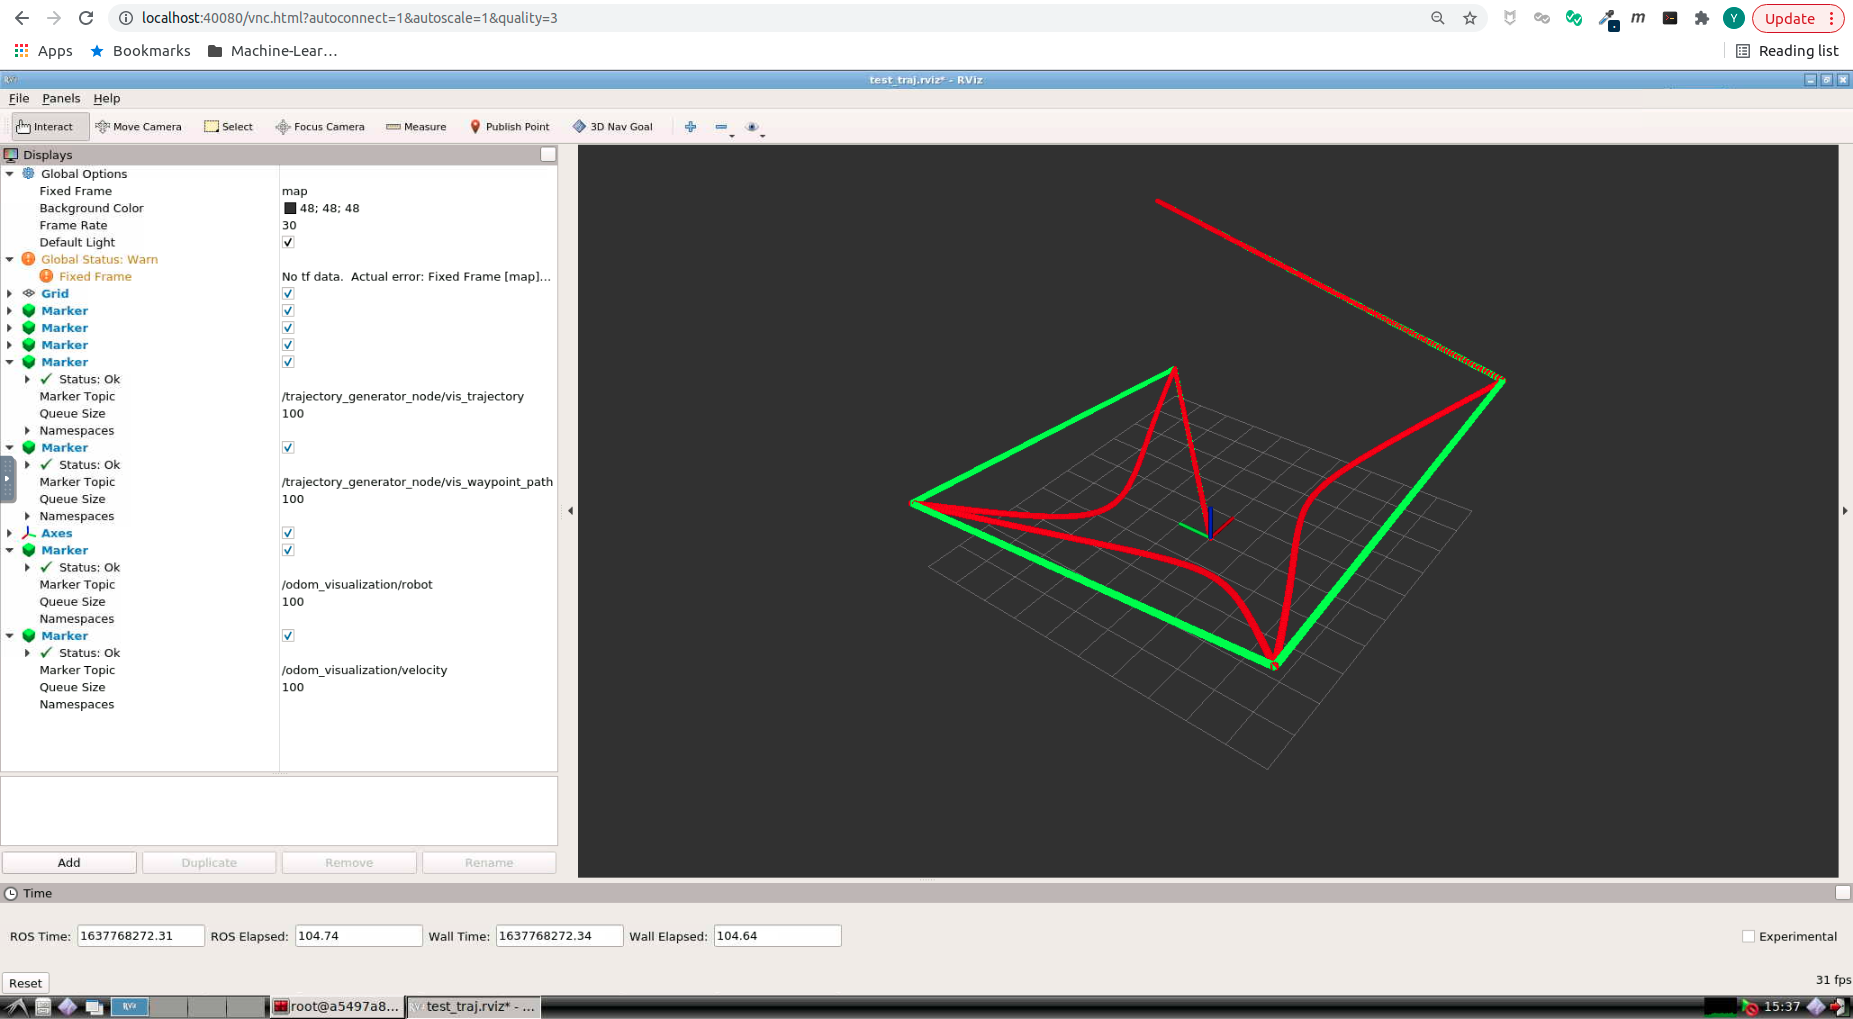 localhost:40080/vnc.html?autoconnect=1&autoscale=1&quality=3
m
Y
Update
Apps
Bookmarks
Machine-Lear…
Reading list
test_traj.rviz* - RViz
File Panels Help
Interact
Move Camera
Select
Focus Camera
Measure
Publish Point
3D Nav Goal
Displays
Global Options
Fixed Frame map
Background Color 48; 48; 48
Frame Rate 30
Default Light
Global Status: Warn
Fixed Frame No tf data. Actual error: Fixed Frame [map]...
Grid
Marker
Marker
Marker
Marker
Status: Ok
Marker Topic /trajectory_generator_node/vis_trajectory
Queue Size 100
Namespaces
Marker
Status: Ok
Marker Topic /trajectory_generator_node/vis_waypoint_path
Queue Size 100
Namespaces
Axes
Marker
Status: Ok
Marker Topic /odom_visualization/robot
Queue Size 100
Namespaces
Marker
Status: Ok
Marker Topic /odom_visualization/velocity
Queue Size 100
Namespaces
Add Duplicate Remove Rename
Time
ROS Time: 1637768272.31 ROS Elapsed: 104.74 Wall Time: 1637768272.34 Wall Elapsed: 104.64 Experimental
Reset 31 fps
RViz root@a5497a8... test_traj.rviz* - ... 15:37